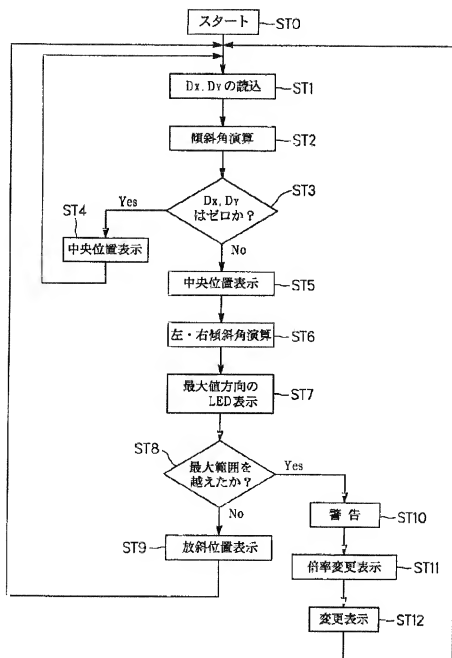 スタート
ST0
Dx,Dyの読込
ST1
傾斜角演算
ST2
Dx,Dy
はゼロか？
ST3
Yes
ST4
中央位置表示
No
中央位置表示
ST5
左・右傾斜角演算
ST6
最大値方向の
LED表示
ST7
ST8
最大範囲を
越えたか？
Yes
No
警告
ST10
ST9
放斜位置表示
倍率変更表示
ST11
変更表示
ST12